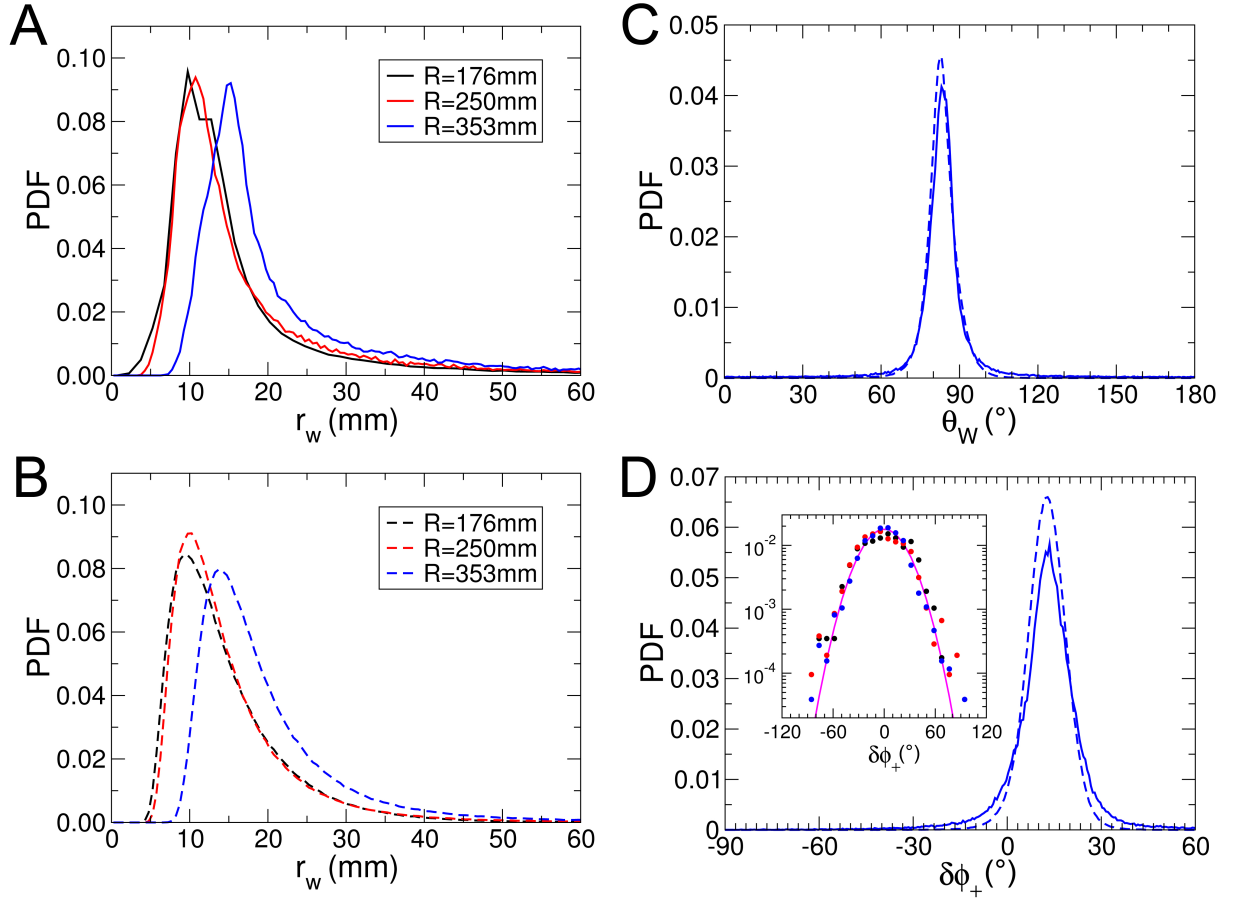 A
PDF
0.10
0.08
0.06
0.04
0.02
0.00
R=176mm
R=250mm
R=353mm
0 10 20 30 40 50 60
r_w (mm)
C
PDF
0.05
0.04
0.03
0.02
0.01
0
0 30 60 90 120 150 180
θ_W (°)
B
PDF
0.10
0.08
0.06
0.04
0.02
0.00
R=176mm
R=250mm
R=353mm
0 10 20 30 40 50 60
r_w (mm)
D
PDF
0.07
0.06
0.05
0.04
0.03
0.02
0.01
0
10^-2
10^-3
10^-4
-120 -60 0 60 120
δϕ_+(°)
-90 -60 -30 0 30 60
δϕ_+(°)